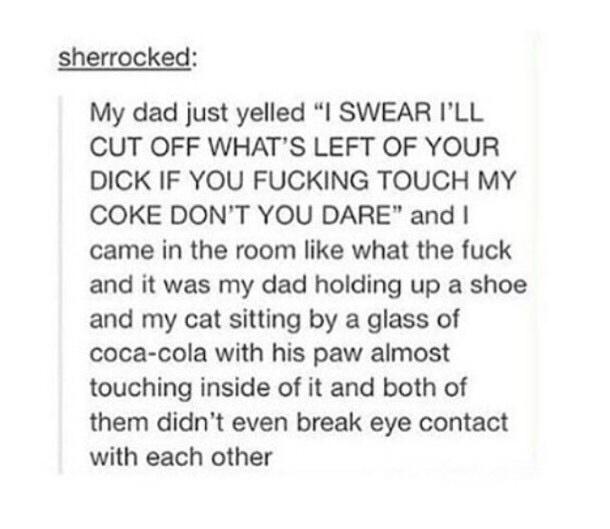 sherrocked:
My dad just yelled “I SWEAR I’LL
CUT OFF WHAT’S LEFT OF YOUR
DICK IF YOU FUCKING TOUCH MY
COKE DON’T YOU DARE” and I
came in the room like what the fuck
and it was my dad holding up a shoe
and my cat sitting by a glass of
coca-cola with his paw almost
touching inside of it and both of
them didn’t even break eye contact
with each other